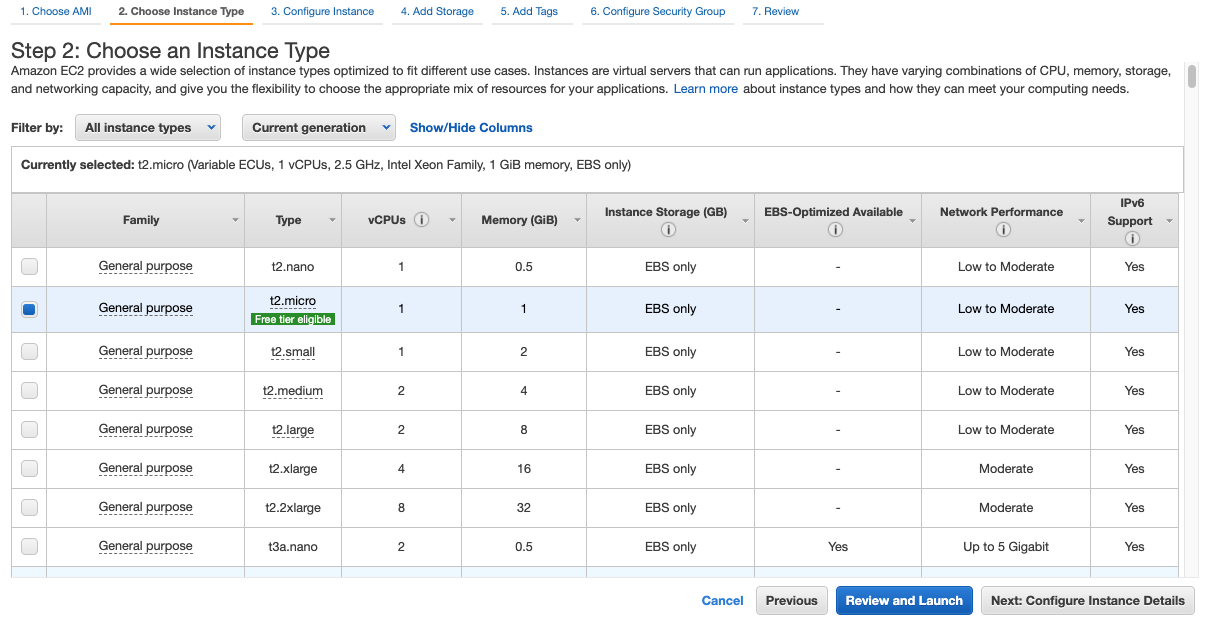 1. Choose AMI 2. Choose Instance Type 3. Configure Instance 4. Add Storage 5. Add Tags 6. Configure Security Group 7. Review
Step 2: Choose an Instance Type
Amazon EC2 provides a wide selection of instance types optimized to fit different use cases. Instances are virtual servers that can run applications. They have varying combinations of CPU, memory, storage,
and networking capacity, and give you the flexibility to choose the appropriate mix of resources for your applications. Learn more about instance types and how they can meet your computing needs.
Filter by: All instance types Current generation Show/Hide Columns
Currently selected: t2.micro (Variable ECUs, 1 vCPUs, 2.5 GHz, Intel Xeon Family, 1 GiB memory, EBS only)
Family Type vCPUs i Memory (GiB) Instance Storage (GB) i EBS-Optimized Available i Network Performance i IPv6 Support i
General purpose t2.nano 1 0.5 EBS only - Low to Moderate Yes
General purpose t2.micro Free tier eligible 1 1 EBS only - Low to Moderate Yes
General purpose t2.small 1 2 EBS only - Low to Moderate Yes
General purpose t2.medium 2 4 EBS only - Low to Moderate Yes
General purpose t2.large 2 8 EBS only - Low to Moderate Yes
General purpose t2.xlarge 4 16 EBS only - Moderate Yes
General purpose t2.2xlarge 8 32 EBS only - Moderate Yes
General purpose t3a.nano 2 0.5 EBS only Yes Up to 5 Gigabit Yes
Cancel Previous Review and Launch Next: Configure Instance Details